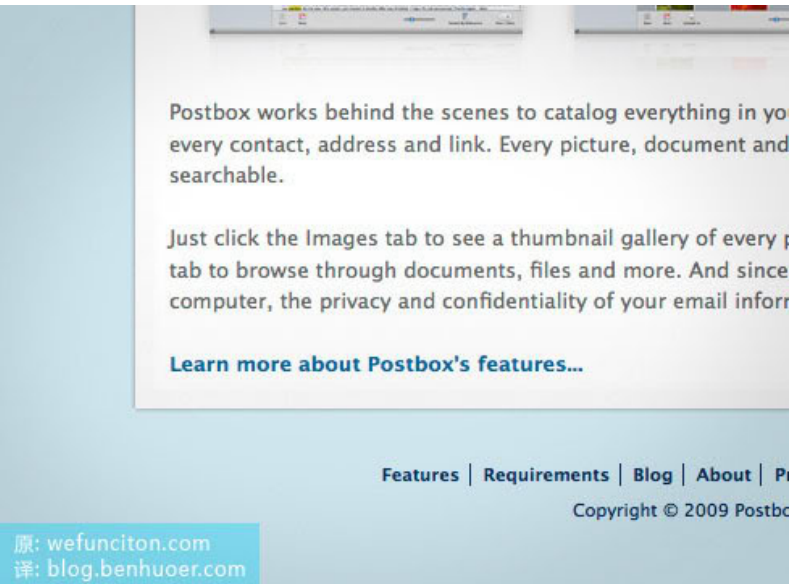 Postbox works behind the scenes to catalog everything in yo
every contact, address and link. Every picture, document and
searchable.
Just click the Images tab to see a thumbnail gallery of every p
tab to browse through documents, files and more. And since
computer, the privacy and confidentiality of your email inform
Learn more about Postbox's features...
Features | Requirements | Blog | About | Pr
Copyright © 2009 Postbo
原: wefunciton.com
译: blog.benhuoer.com